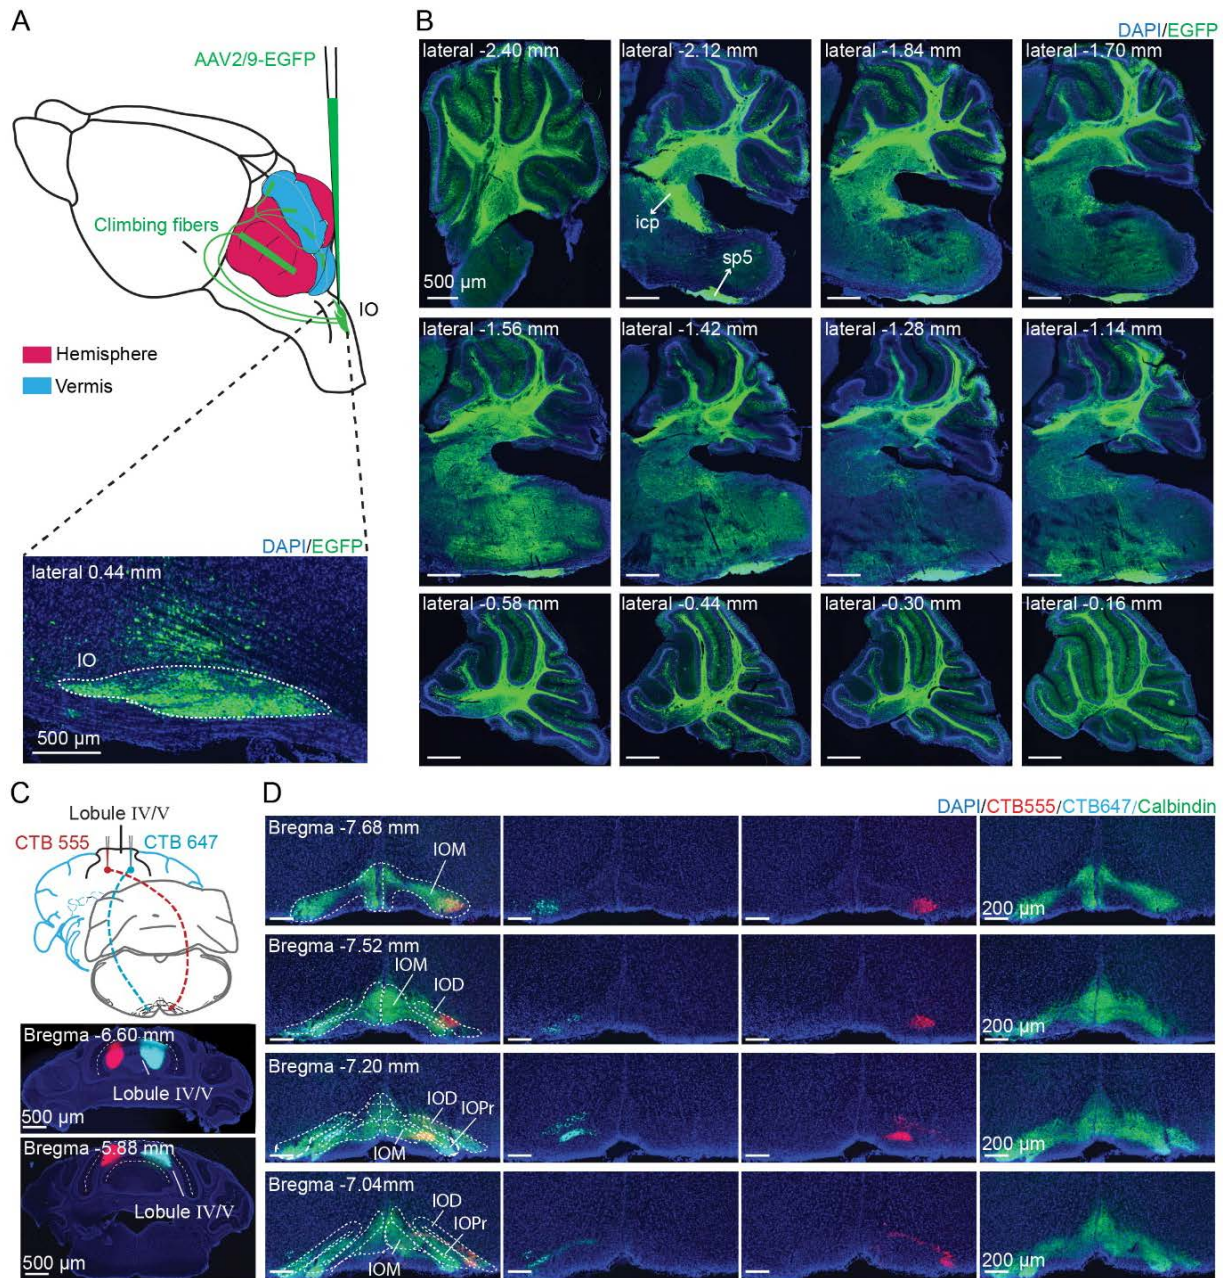 A
AAV2/9-EGFP
Climbing fibers
IO
Hemisphere
Vermis
DAPI/EGFP
lateral 0.44 mm
IO
500 µm
B
DAPI/EGFP
lateral -2.40 mm
lateral -2.12 mm
lateral -1.84 mm
lateral -1.70 mm
icp
sp5
500 µm
lateral -1.56 mm
lateral -1.42 mm
lateral -1.28 mm
lateral -1.14 mm
lateral -0.58 mm
lateral -0.44 mm
lateral -0.30 mm
lateral -0.16 mm
C
Lobule IV/V
CTB 555
CTB 647
Bregma -6.60 mm
Lobule IV/V
500 µm
Bregma -5.88 mm
Lobule IV/V
500 µm
D
DAPI/CTB555/CTB647/Calbindin
Bregma -7.68 mm
IOM
200 µm
Bregma -7.52 mm
IOM
IOD
200 µm
Bregma -7.20 mm
IOD
IOPr
IOM
200 µm
Bregma -7.04mm
IOD
IOPr
IOM
200 µm